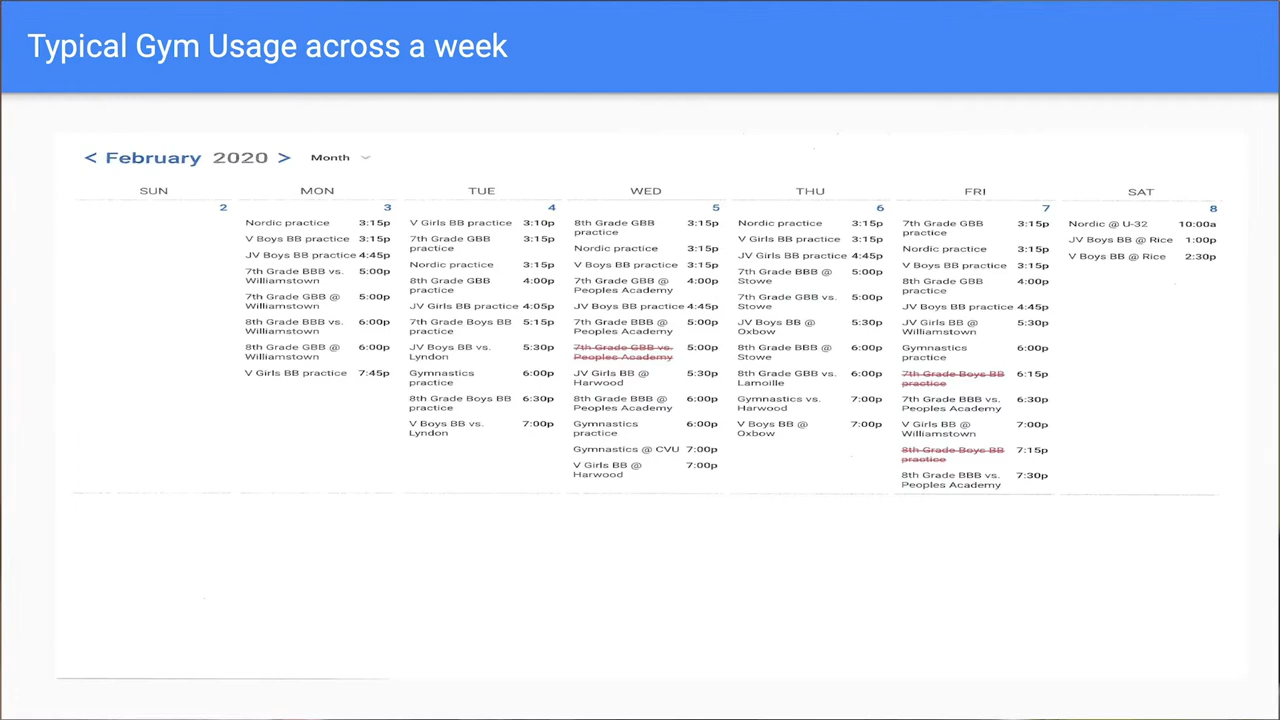 Typical Gym Usage across a week
< February 2020 > Month
SUN MON TUE WED THU FRI SAT
2
3
Nordic practice 3:15p
V Boys BB practice 3:15p
JV Boys BB practice 4:45p
7th Grade BBB vs. 5:00p
Williamstown
7th Grade GBB @ 5:00p
Williamstown
8th Grade BBB vs. 6:00p
Williamstown
8th Grade GBB @ 6:00p
Williamstown
V Girls BB practice 7:45p
4
V Girls BB practice 3:10p
7th Grade GBB 3:15p
practice
Nordic practice 3:15p
8th Grade GBB 4:00p
practice
JV Girls BB practice 4:05p
7th Grade Boys BB 5:15p
practice
JV Boys BB vs. 5:30p
Lyndon
Gymnastics 6:00p
practice
8th Grade Boys BB 6:30p
practice
V Boys BB vs. 7:00p
Lyndon
5
8th Grade GBB 3:15p
practice
Nordic practice 3:15p
V Boys BB practice 3:15p
7th Grade GBB @ 4:00p
Peoples Academy
JV Boys BB practice 4:45p
7th Grade BBB @ 5:00p
Peoples Academy
7th Grade GBB vs. 5:00p
Peoples Academy
JV Girls BB @ 5:30p
Harwood
8th Grade BBB @ 6:00p
Peoples Academy
Gymnastics 6:00p
practice
Gymnastics @ CVU 7:00p
V Girls BB @ 7:00p
Harwood
6
Nordic practice 3:15p
V Girls BB practice 3:15p
JV Girls BB practice 4:45p
7th Grade BBB @ 5:00p
Stowe
7th Grade GBB vs. 5:00p
Stowe
JV Boys BB @ 5:30p
Oxbow
8th Grade BBB @ 6:00p
Stowe
8th Grade GBB vs. 6:00p
Lamoille
Gymnastics vs. 7:00p
Harwood
V Boys BB @ 7:00p
Oxbow
7
7th Grade GBB 3:15p
practice
Nordic practice 3:15p
V Boys BB practice 3:15p
8th Grade GBB 4:00p
practice
JV Boys BB practice 4:45p
JV Girls BB @ 5:30p
Williamstown
Gymnastics 6:00p
practice
7th Grade Boys BB 6:15p
practice
7th Grade BBB vs. 6:30p
Peoples Academy
V Girls BB @ 7:00p
Williamstown
8th Grade Boys BB 7:15p
practice
8th Grade BBB vs. 7:30p
Peoples Academy
8
Nordic @ U-32 10:00a
JV Boys BB @ Rice 1:00p
V Boys BB @ Rice 2:30p